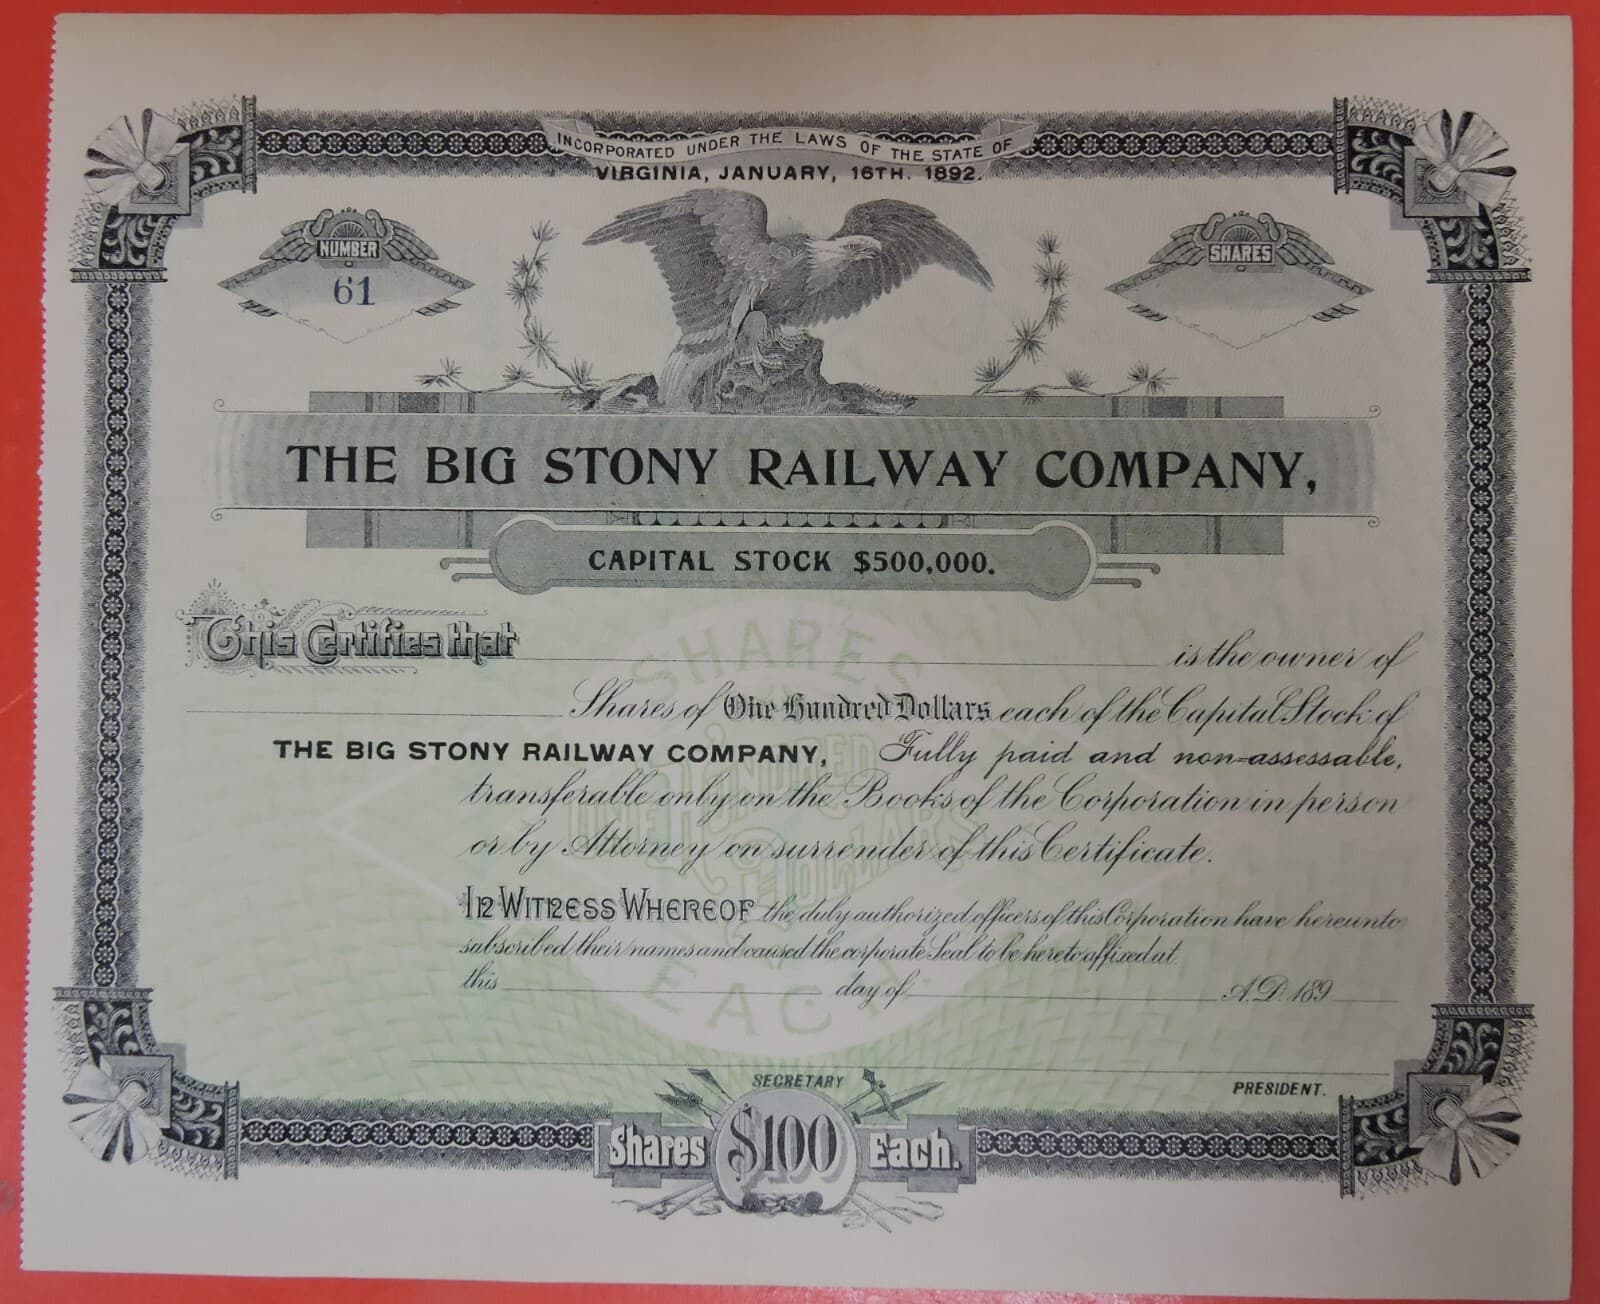 INCORPORATED UNDER THE LAWS OF THE STATE OF
VIRGINIA, JANUARY, 16TH. 1892.
NUMBER
61
SHARES
THE BIG STONY RAILWAY COMPANY,
CAPITAL STOCK $500,000.
This Certifies that is the owner of
Shares of One Hundred Dollars each of the Capital Stock of
THE BIG STONY RAILWAY COMPANY, Fully paid and non=assessable,
transferable only on the Books of the Corporation in person
or by Attorney on surrender of this Certificate.
SHARES
ONE HUNDRED
DOLLARS
EACH
IN WITNESS WHEREOF the duly authorized officers of this Corporation have hereunto
subscribed their names and caused the corporate Seal to be hereto affixed at
this day of A.D. 189
SECRETARY
PRESIDENT.
Shares $100 Each.